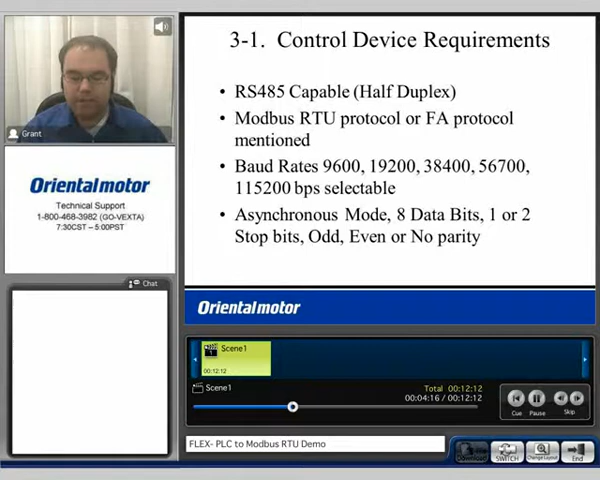 3-1. Control Device Requirements
• RS485 Capable (Half Duplex)
• Modbus RTU protocol or FA protocol
mentioned
• Baud Rates 9600, 19200, 38400, 56700,
115200 bps selectable
• Asynchronous Mode, 8 Data Bits, 1 or 2
Stop bits, Odd, Even or No parity
Orientalmotor
Grant
Orientalmotor
Technical Support
1-800-468-3982 (GO-VEXTA)
7:30CST – 5:00PST
Chat
Scene1
00:12:12
Scene1
Total 00:12:12
00:04:16 / 00:12:12
Cue Pause Skip
FLEX- PLC to Modbus RTU Demo
Download SWITCH Change Layout End